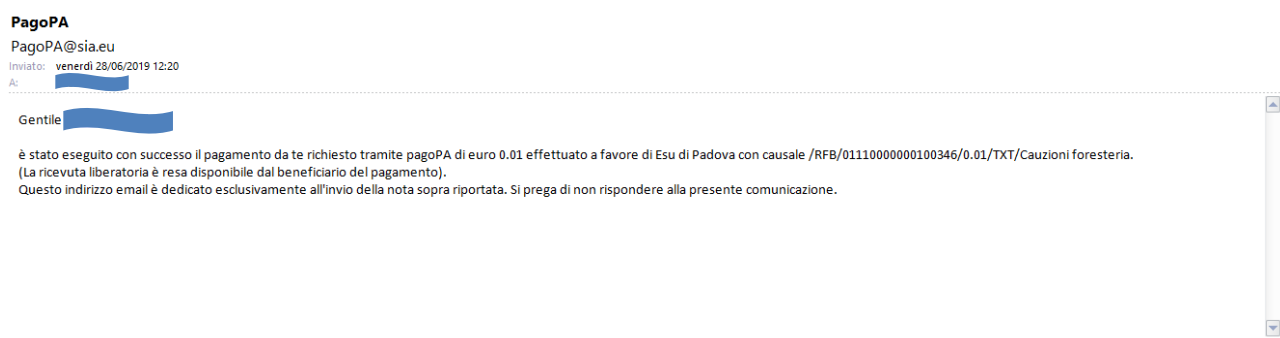 PagoPA
PagoPA@sia.eu
Inviato: venerdì 28/06/2019 12:20
A:
Gentile
è stato eseguito con successo il pagamento da te richiesto tramite pagoPA di euro 0.01 effettuato a favore di Esu di Padova con causale /RFB/01110000000100346/0.01/TXT/Cauzioni foresteria.
(La ricevuta liberatoria è resa disponibile dal beneficiario del pagamento).
Questo indirizzo email è dedicato esclusivamente all'invio della nota sopra riportata. Si prega di non rispondere alla presente comunicazione.